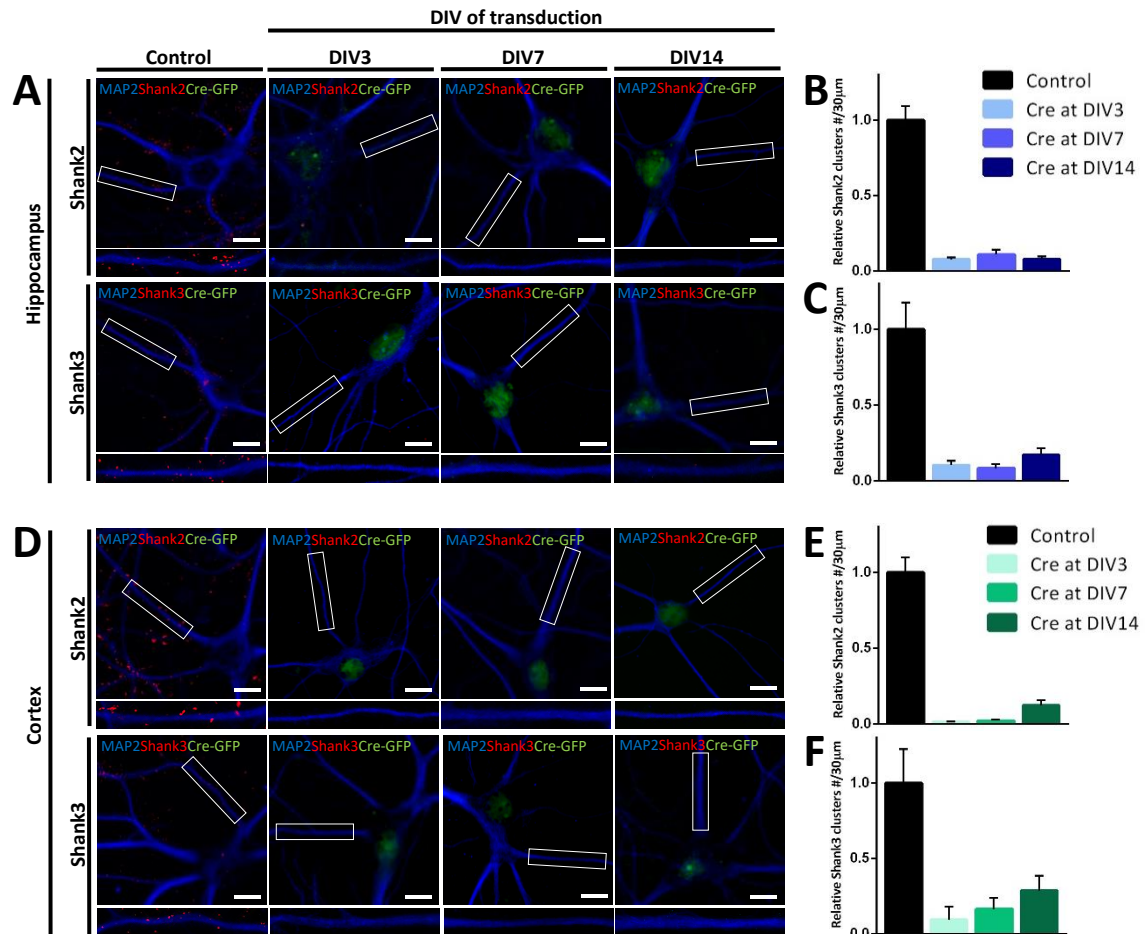 DIV of transduction
Control DIV3 DIV7 DIV14
A
Hippocampus
Shank2
MAP2Shank2Cre-GFP MAP2Shank2Cre-GFP MAP2Shank2Cre-GFP MAP2Shank2Cre-GFP
Shank3
MAP2Shank3Cre-GFP MAP2Shank3Cre-GFP MAP2Shank3Cre-GFP MAP2Shank3Cre-GFP
B
Relative Shank2 clusters #/30μm
1.0
0.5
0.0
Control
Cre at DIV3
Cre at DIV7
Cre at DIV14
C
Relative Shank3 clusters #/30μm
1.0
0.5
0.0
D
Cortex
Shank2
MAP2Shank2Cre-GFP MAP2Shank2Cre-GFP MAP2Shank2Cre-GFP MAP2Shank2Cre-GFP
Shank3
MAP2Shank3Cre-GFP MAP2Shank3Cre-GFP MAP2Shank3Cre-GFP MAP2Shank3Cre-GFP
E
Relative Shank2 clusters #/30μm
1.0
0.5
0.0
Control
Cre at DIV3
Cre at DIV7
Cre at DIV14
F
Relative Shank3 clusters #/30μm
1.0
0.5
0.0